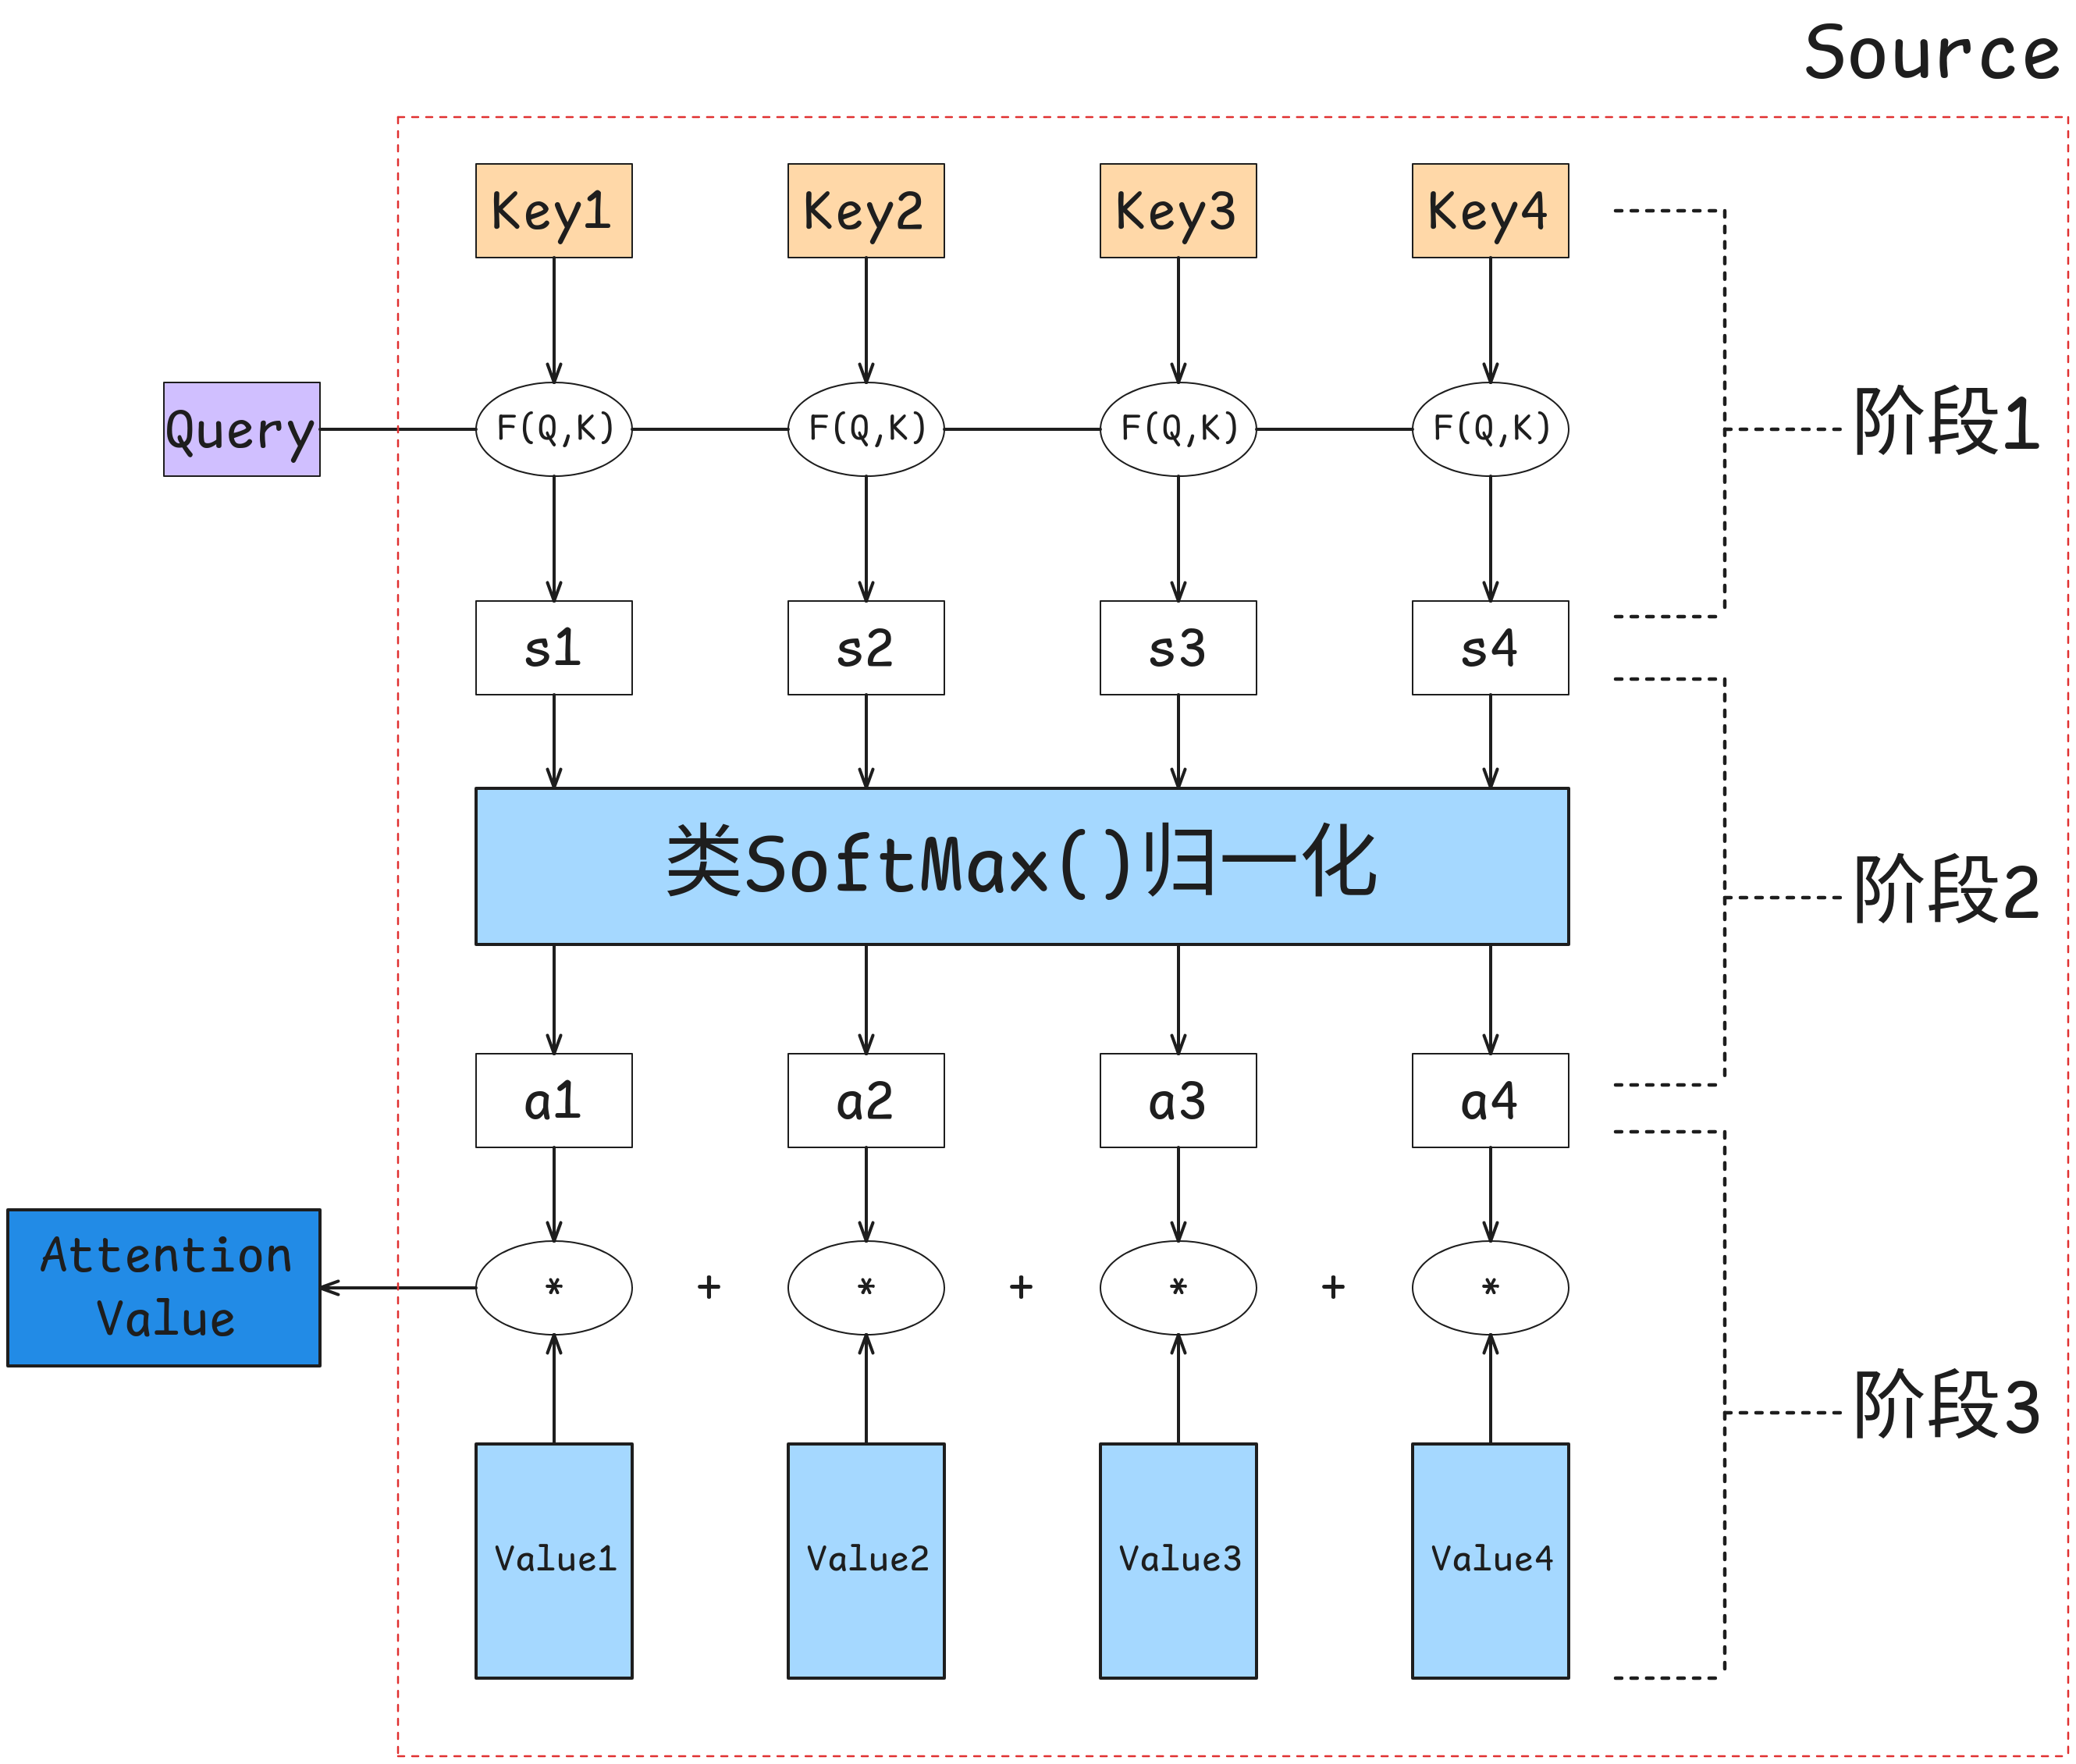 Source
Key1
Key2
Key3
Key4
Query
F(Q,K)
F(Q,K)
F(Q,K)
F(Q,K)
阶段1
s1
s2
s3
s4
类SoftMax()归一化
阶段2
a1
a2
a3
a4
Attention
Value
*
+
*
+
*
+
*
阶段3
Value1
Value2
Value3
Value4